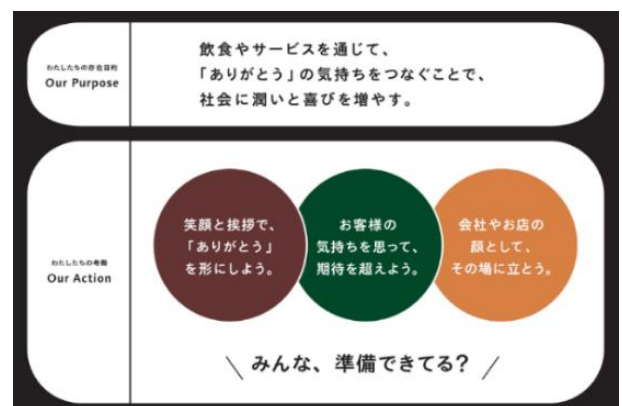 わたしたちの存在目的
Our Purpose
飲食やサービスを通じて、
「ありがとう」の気持ちをつなぐことで、
社会に潤いと喜びを増やす。
わたしたちの考働
Our Action
笑顔と挨拶で、
「ありがとう」
を形にしよう。
お客様の
気持ちを思って、
期待を超えよう。
会社やお店の
顔として、
その場に立とう。
\ みんな、準備できてる? /